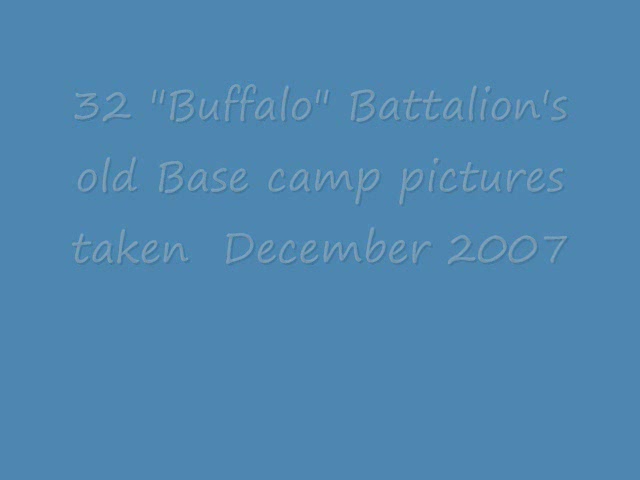 32 "Buffalo" Battalion's
old Base camp pictures
taken  December 2007